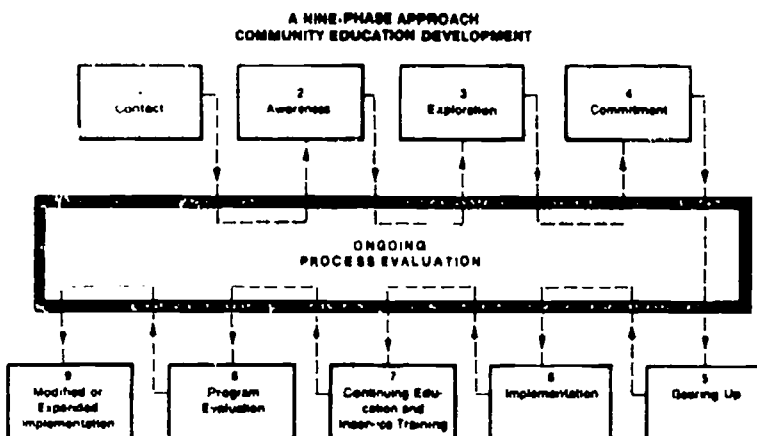 A NINE-PHASE APPROACH
COMMUNITY EDUCATION DEVELOPMENT
Contact
2
Awareness
3
Exploration
4
Commitment
ONGOING
PROCESS EVALUATION
9
Modified or
Expanded
Implementation
Program
Evaluation
7
Continuing Edu-
cation and
Inservice Training
Implementation
5
Gearing Up